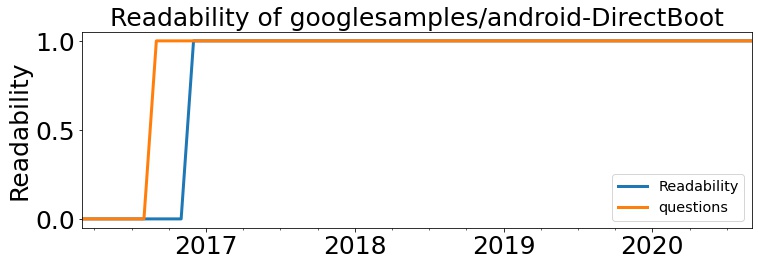 Readability of googlesamples/android-DirectBoot
Readability
1.0
0.5
0.0
2017 2018 2019 2020
Readability
questions